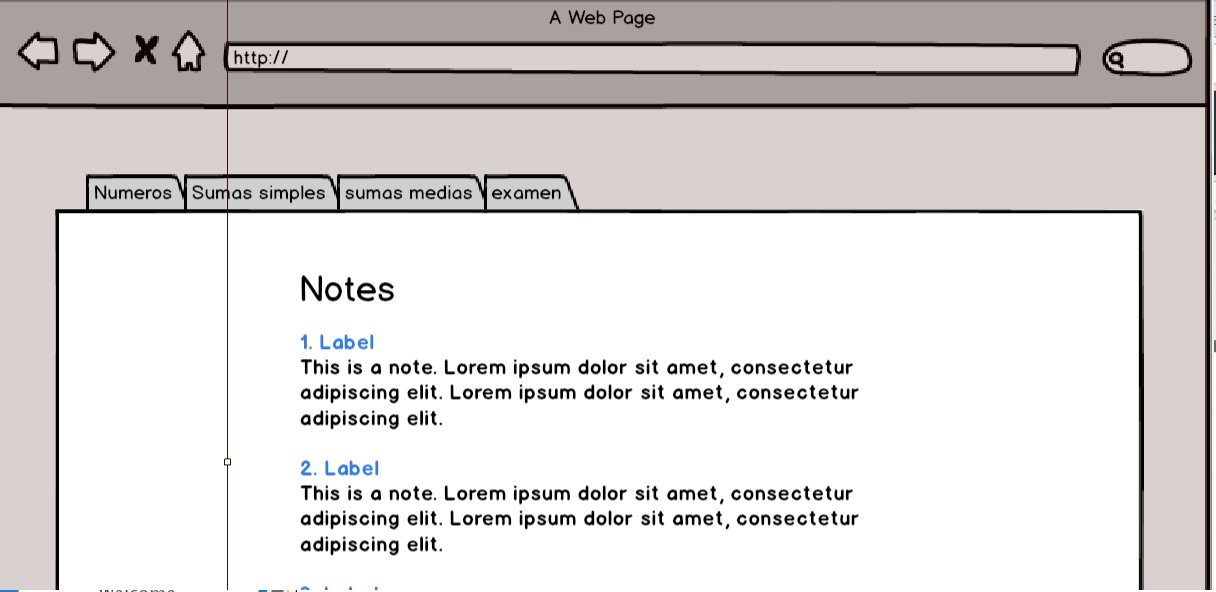 A Web Page
http://
Numeros
Sumas simples
sumas medias
examen
Notes
1. Label
This is a note. Lorem ipsum dolor sit amet, consectetur
adipiscing elit. Lorem ipsum dolor sit amet, consectetur
adipiscing elit.
2. Label
This is a note. Lorem ipsum dolor sit amet, consectetur
adipiscing elit. Lorem ipsum dolor sit amet, consectetur
adipiscing elit.